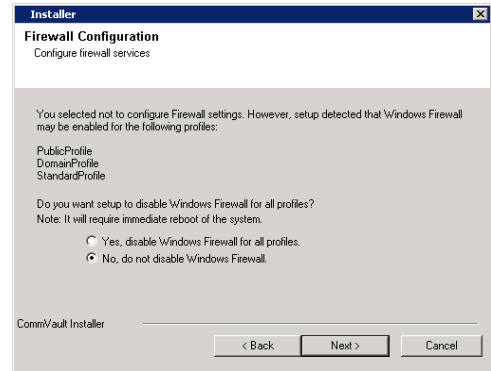 Installer
Firewall Configuration
Configure firewall services
You selected not to configure Firewall settings. However, setup detected that Windows Firewall
may be enabled for the following profiles:
PublicProfile
DomainProfile
StandardProfile
Do you want setup to disable Windows Firewall for all profiles?
Note: It will require immediate reboot of the system.
Yes, disable Windows Firewall for all profiles.
No, do not disable Windows Firewall.
CommVault Installer
< Back Next > Cancel